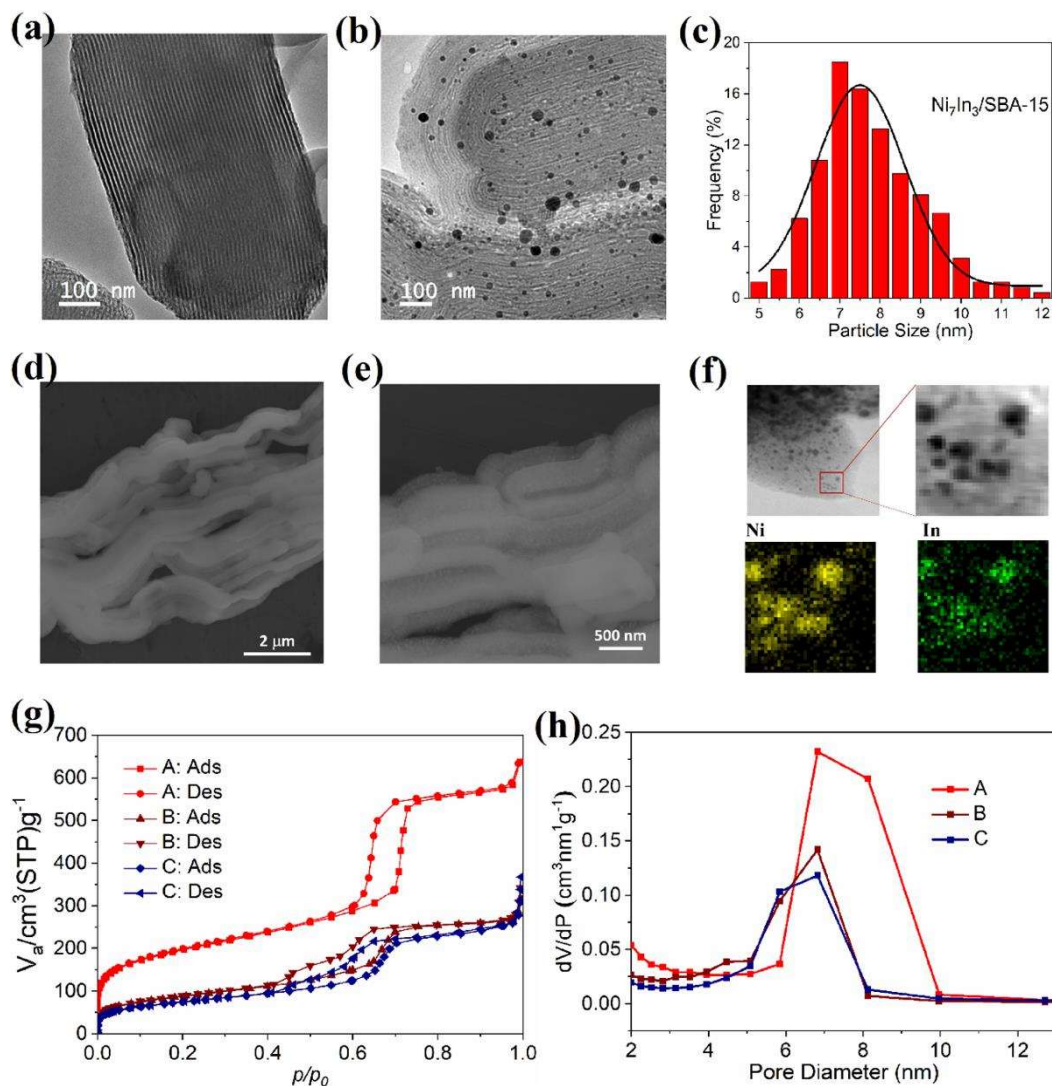 (a)
100 nm
(b)
100 nm
(c)
20
16
12
8
4
0
Frequency (%)
Ni₇In₃/SBA-15
5 6 7 8 9 10 11 12
Particle Size (nm)
(d)
2 μm
(e)
500 nm
(f)
Ni
In
(g)
700
600
500
400
300
200
100
0
Vₐ/cm³(STP)g⁻¹
A: Ads
A: Des
B: Ads
B: Des
C: Ads
C: Des
0.0 0.2 0.4 0.6 0.8 1.0
p/p₀
(h)
0.25
0.20
0.15
0.10
0.05
0.00
dV/dP (cm³nm¹g⁻¹)
A
B
C
2 4 6 8 10 12
Pore Diameter (nm)